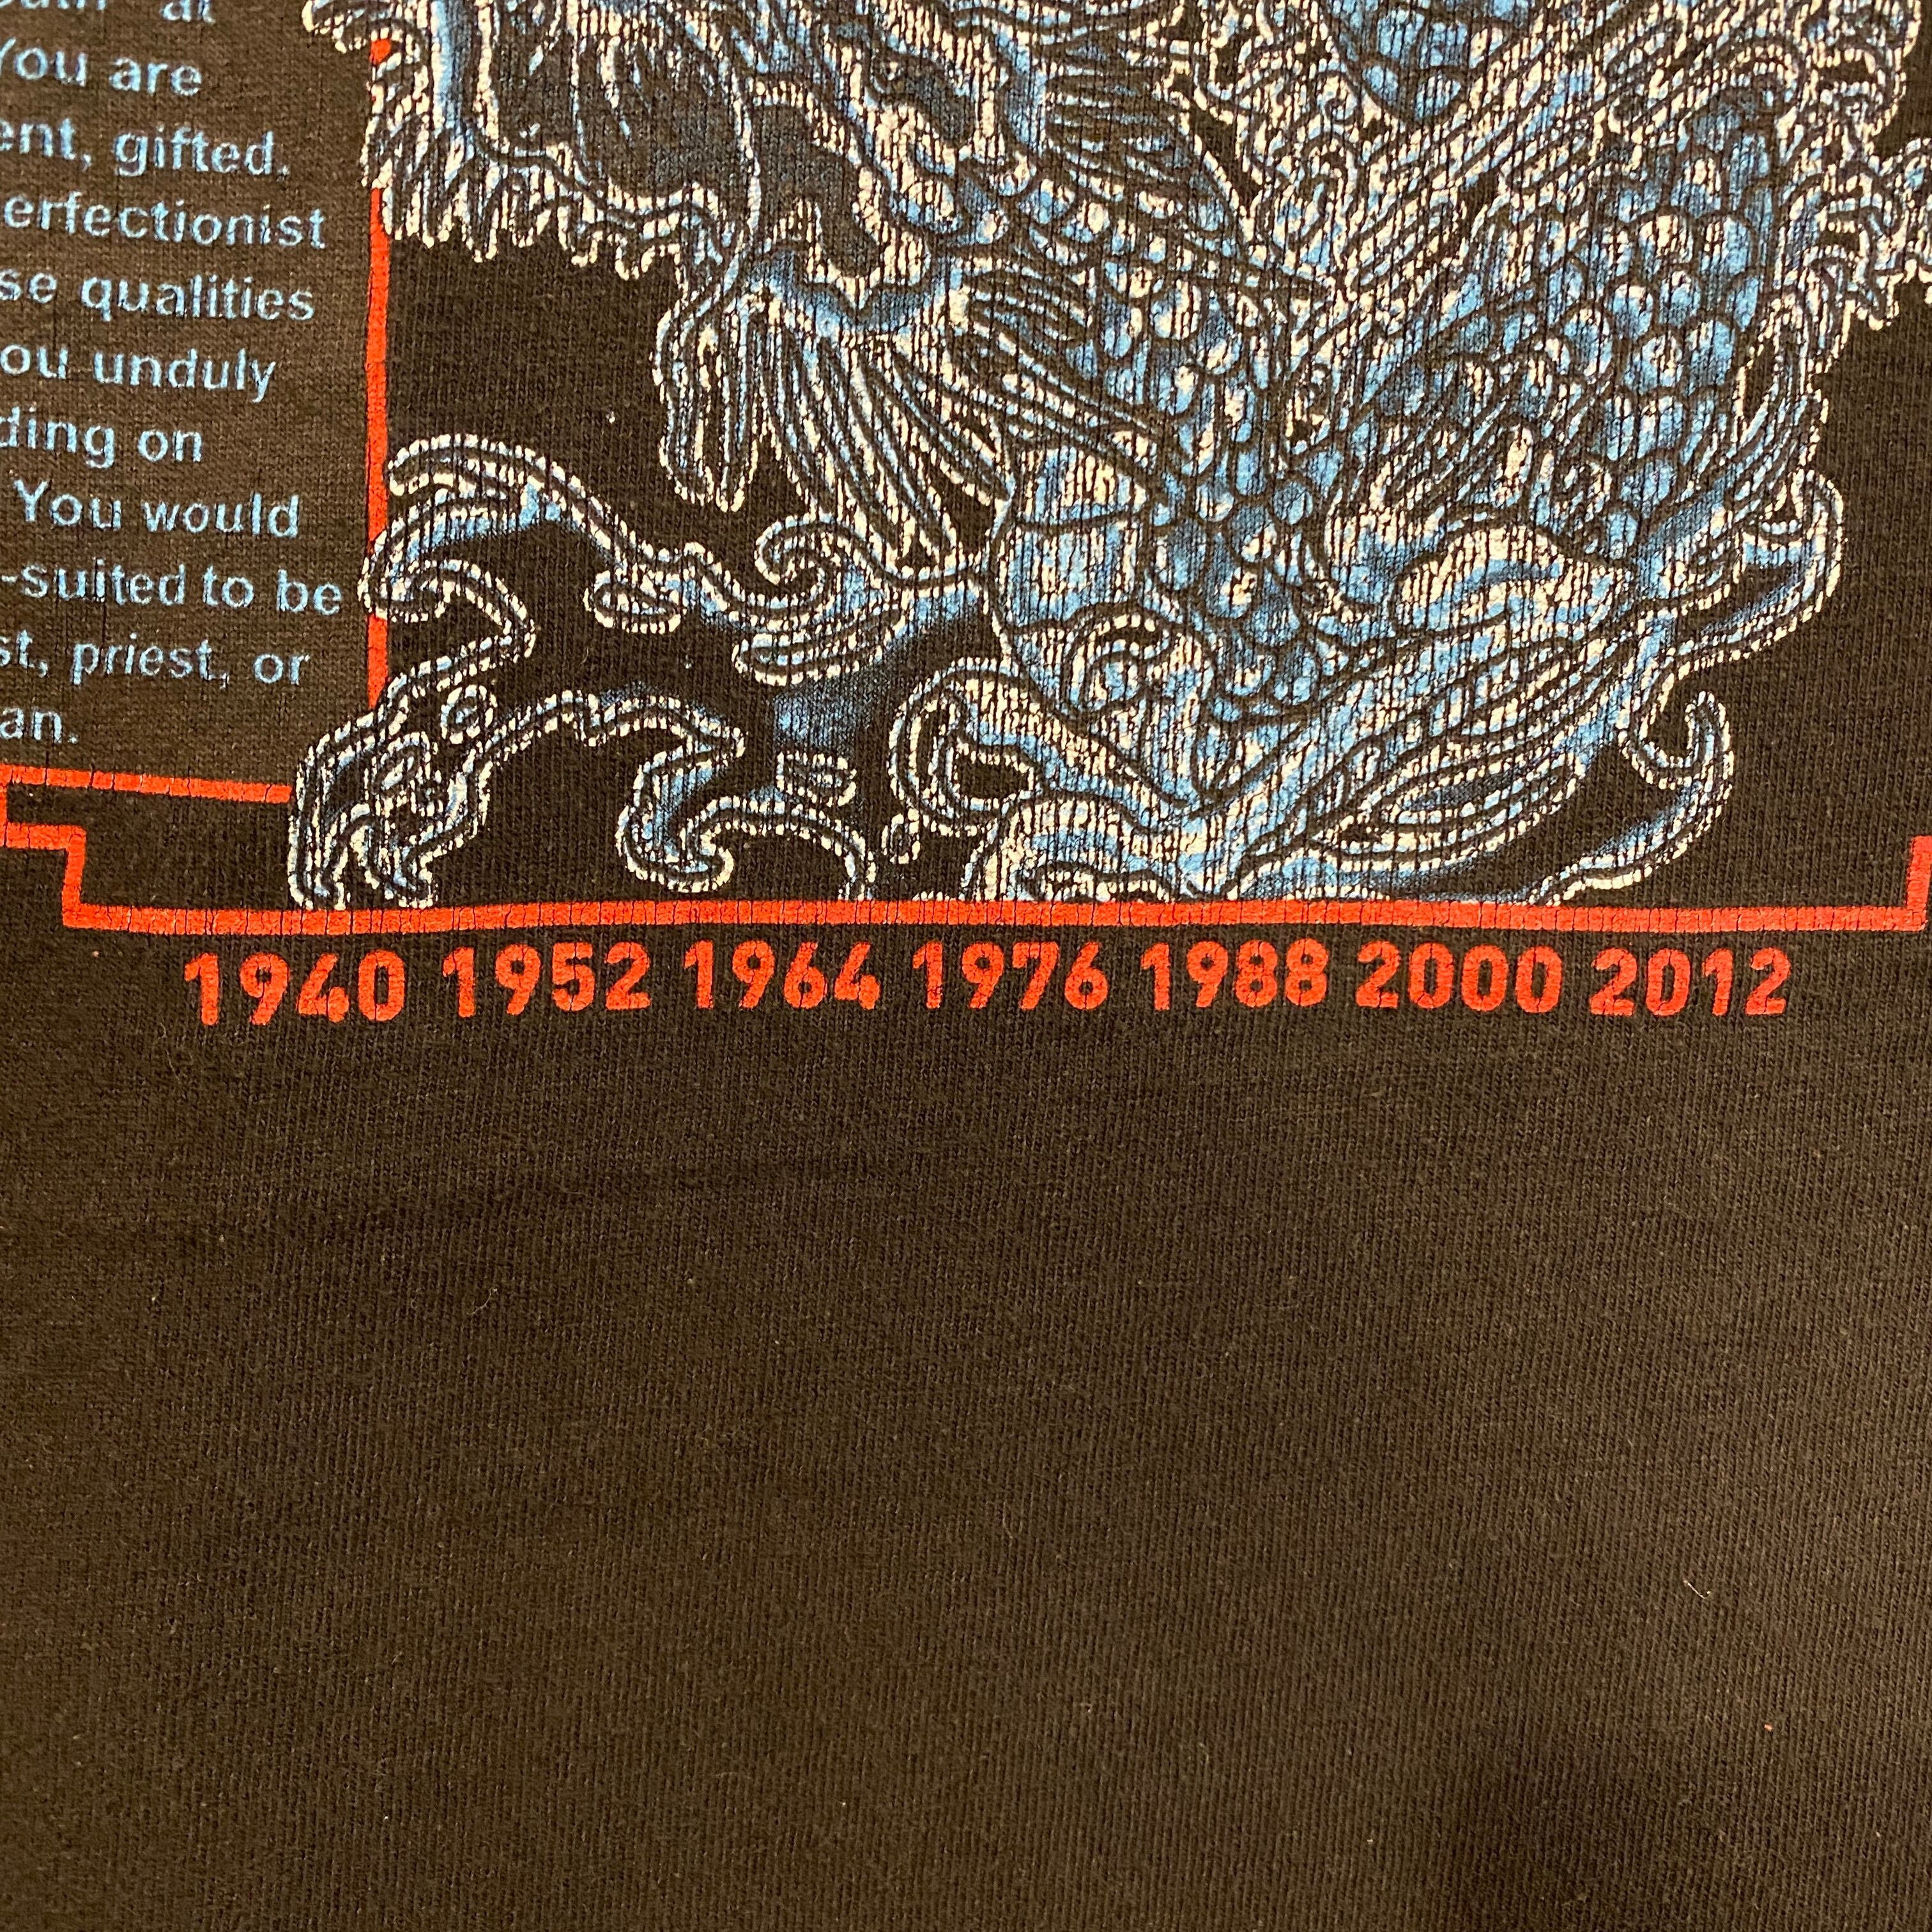 at
You are
ent, gifted.
erfectionist
se qualities
ou unduly
ding on
You would
-suited to be
st, priest, or
an.
1940 1952 1964 1976 1988 2000 2012